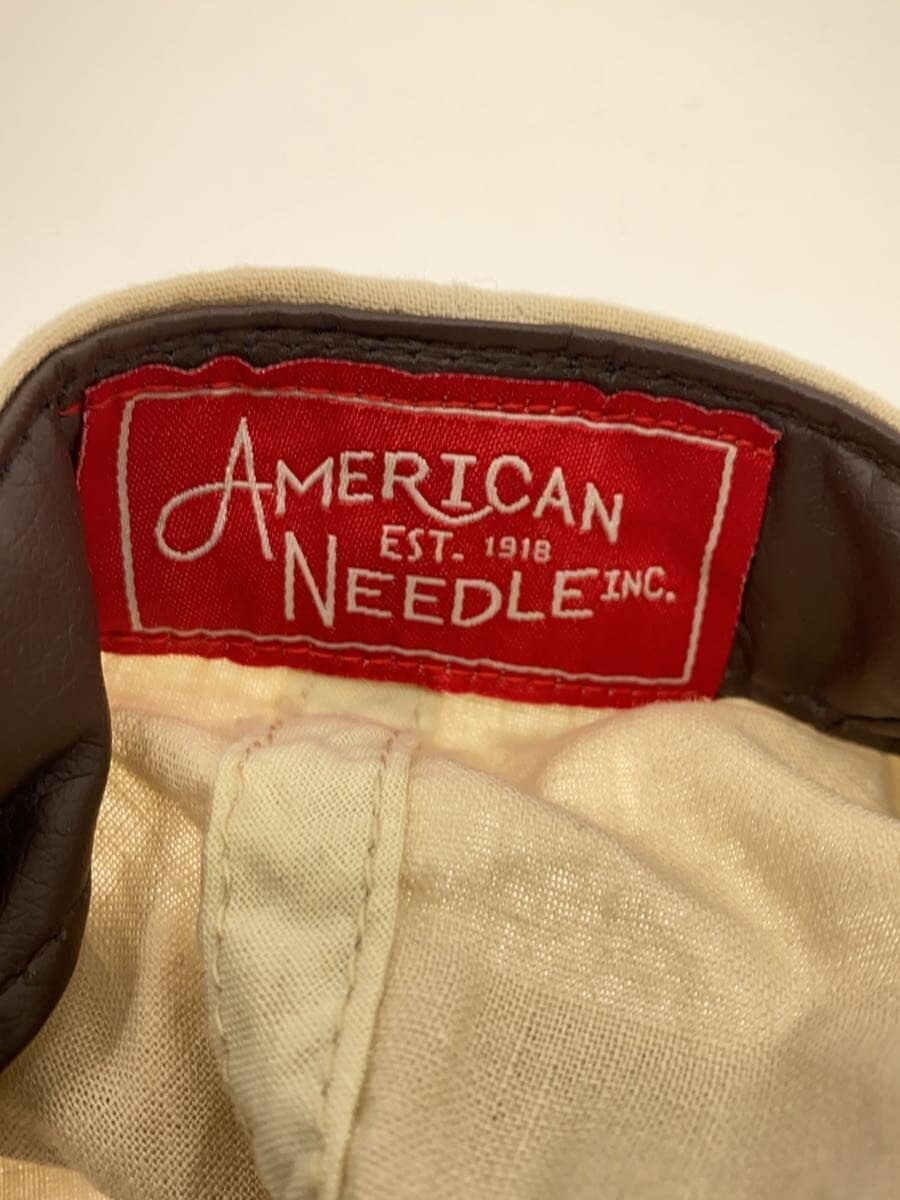 AMERICAN
EST. 1918
NEEDLE INC.